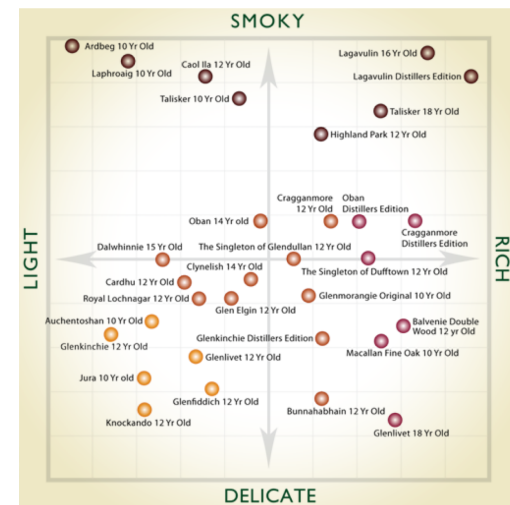 SMOKY
Ardbeg 10 Yr Old
Lagavulin 16 Yr Old
Laphroaig 10 Yr Old
Caol Ila 12 Yr Old
Lagavulin Distillers Edition
Talisker 10 Yr Old
Talisker 18 Yr Old
Highland Park 12 Yr Old
Cragganmore
12 Yr Old
Oban
Distillers Edition
Oban 14 Yr old
Cragganmore
Distillers Edition
LIGHT
RICH
Dalwhinnie 15 Yr Old
The Singleton of Glendullan 12 Yr Old
Clynelish 14 Yr Old
The Singleton of Dufftown 12 Yr Old
Cardhu 12 Yr Old
Royal Lochnagar 12 Yr Old
Glen Elgin 12 Yr Old
Glenmorangie Original 10 Yr Old
Auchentoshan 10 Yr Old
Balvenie Double
Wood 12 yr Old
Glenkinchie 12 Yr Old
Glenkinchie Distillers Edition
Macallan Fine Oak 10 Yr Old
Glenlivet 12 Yr Old
Jura 10 Yr old
Glenfiddich 12 Yr Old
Bunnahabhain 12 Yr Old
Knockando 12 Yr Old
Glenlivet 18 Yr Old
DELICATE